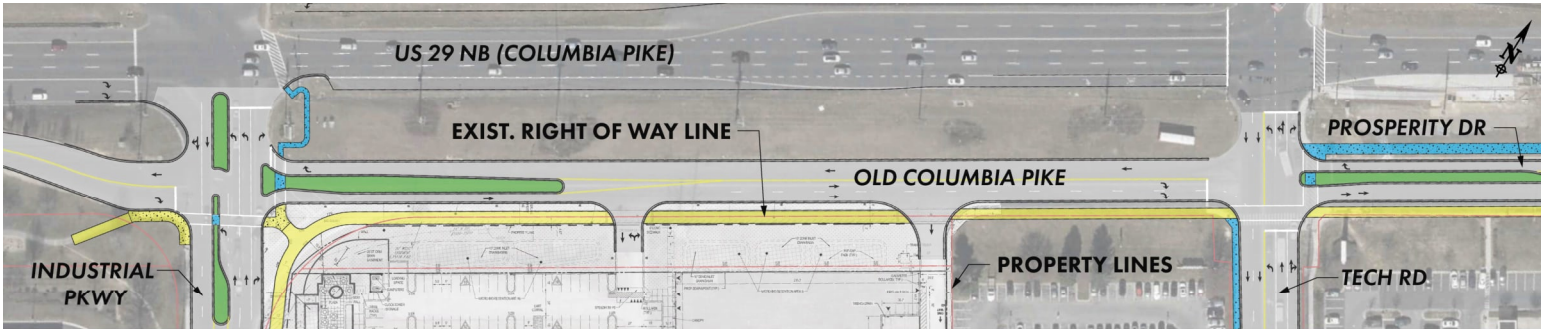 US 29 NB (COLUMBIA PIKE)
N
EXIST. RIGHT OF WAY LINE
PROSPERITY DR
OLD COLUMBIA PIKE
INDUSTRIAL
PKWY
PROPERTY LINES
TECH RD